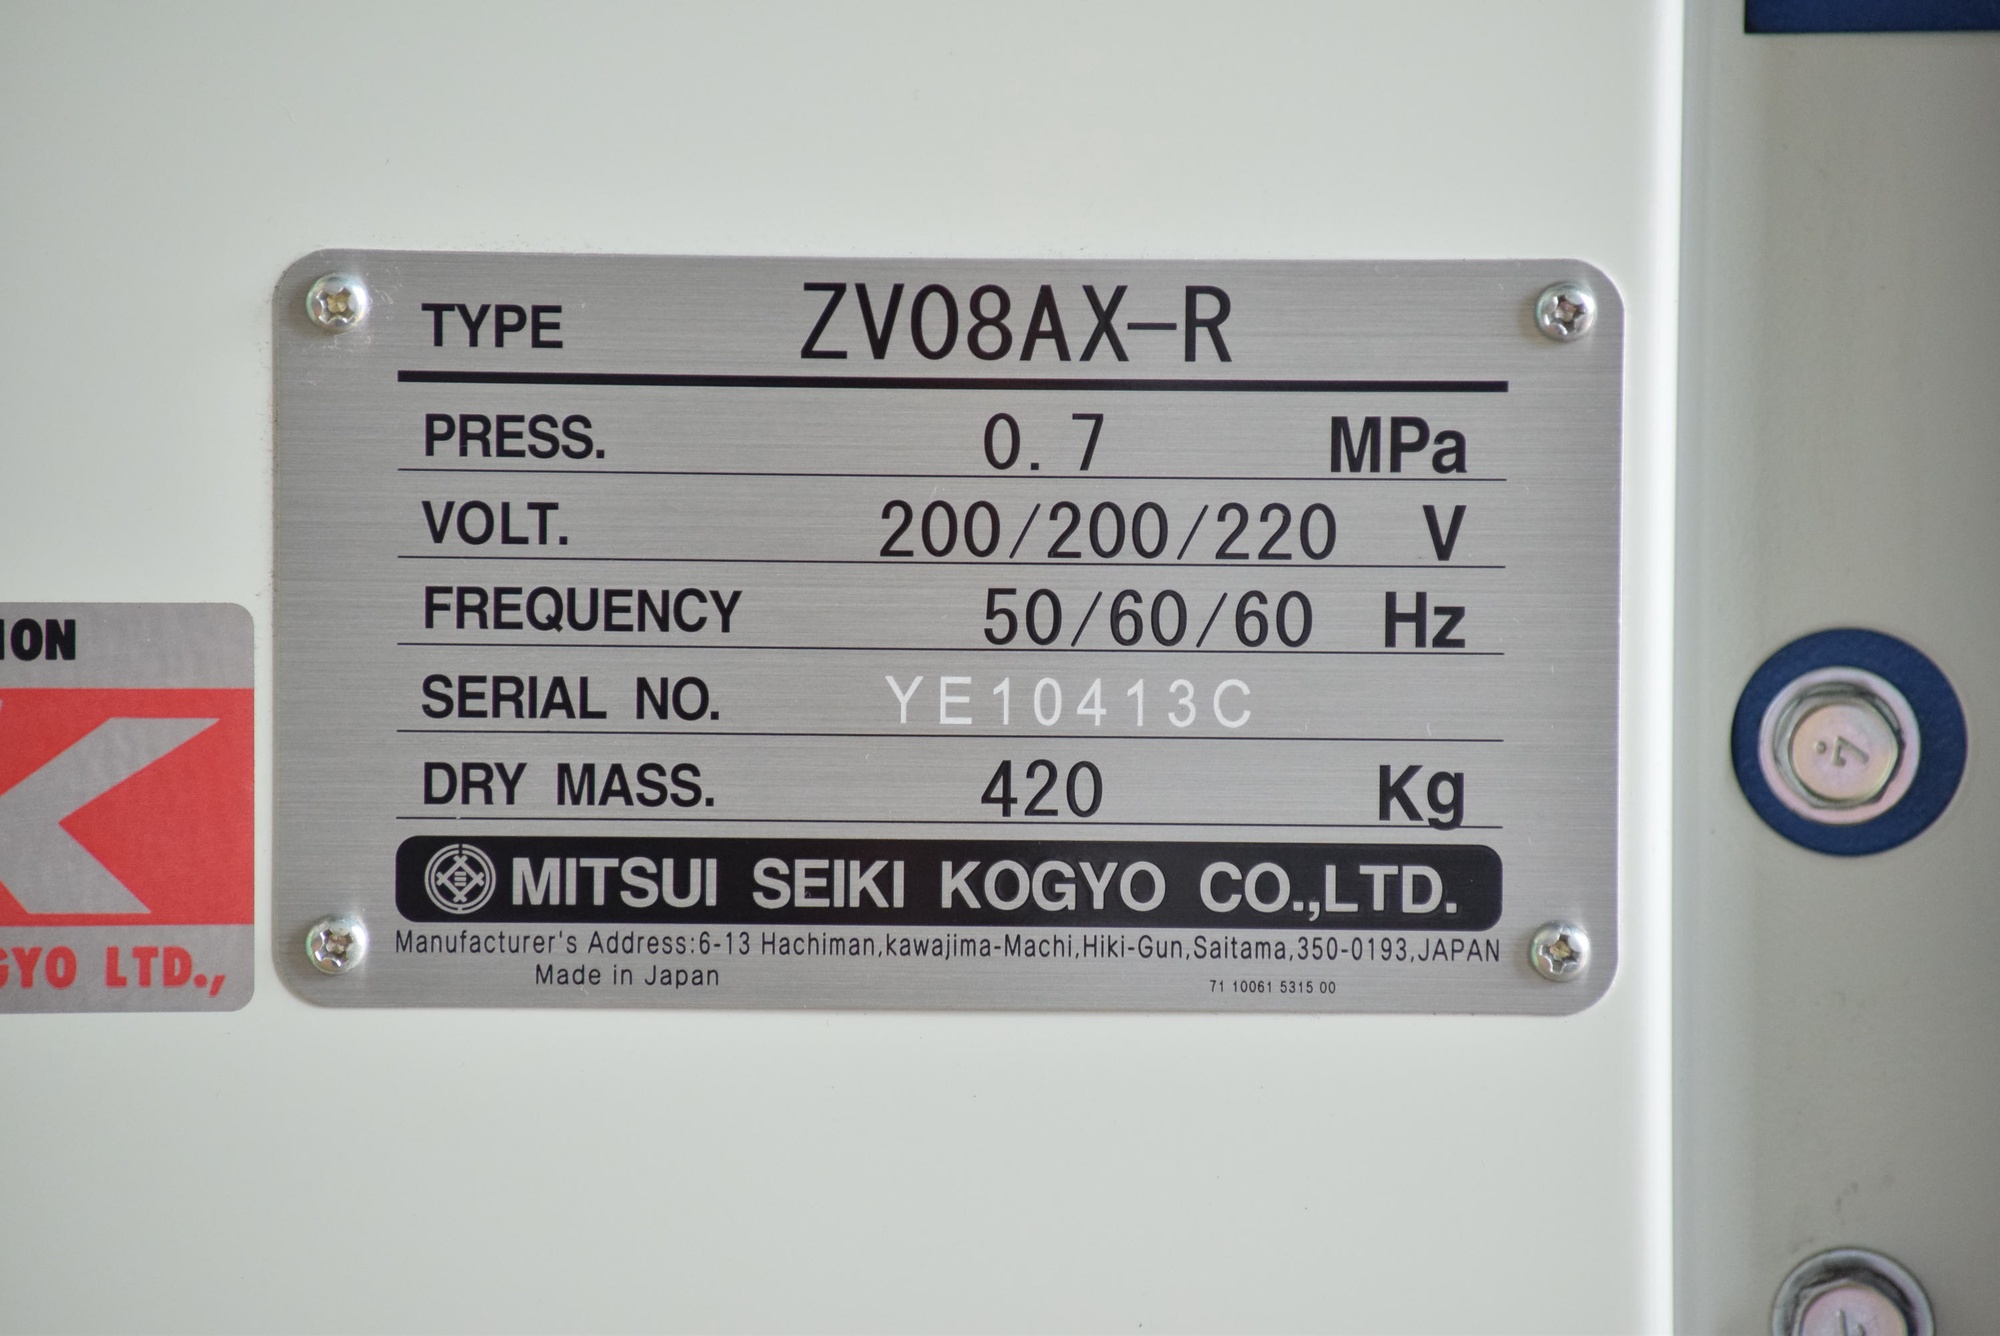 TYPE ZV08AX-R
PRESS. 0.7 MPa
VOLT. 200/200/220 V
FREQUENCY 50/60/60 Hz
SERIAL NO. YE10413C
DRY MASS. 420 Kg
MITSUI SEIKI KOGYO CO.,LTD.
Manufacturer's Address:6-13 Hachiman,kawajima-Machi,Hiki-Gun,Saitama,350-0193,JAPAN
Made in Japan 71 10061 5315 00
ION
K
GYO LTD.,